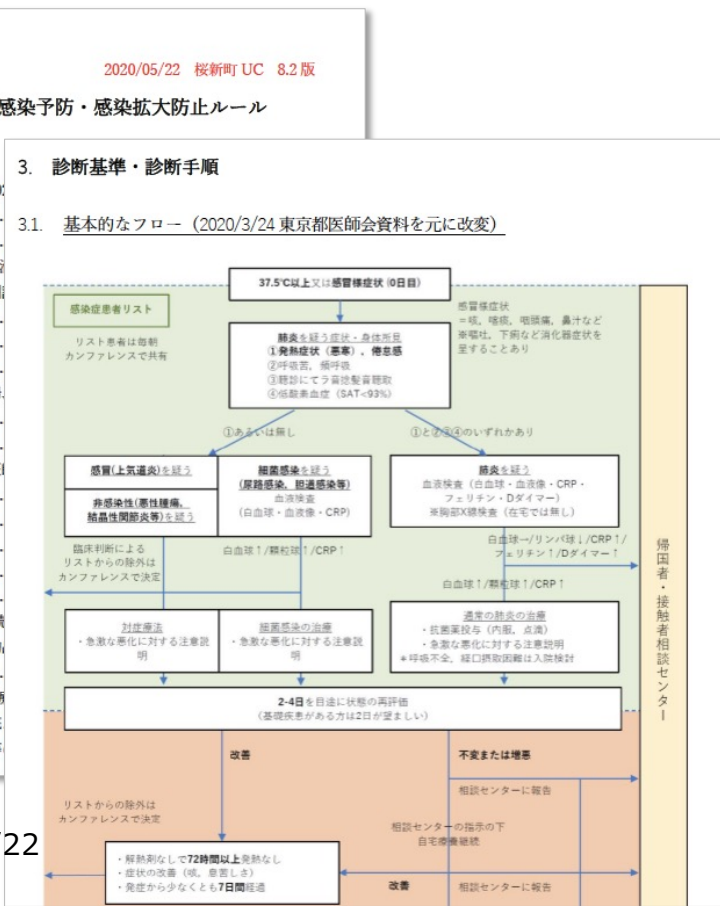 2020/05/22 桜新町 UC 8.2 版
感染予防・感染拡大防止ルール
3. 診断基準・診断手順
3.1. 基本的なフロー（2020/3/24 東京都医師会資料を元に改変）
37.5℃以上又は感冒様症状（0日目）
感染症患者リスト
リスト患者は毎朝
カンファレンスで共有
感冒様症状
＝咳，喀痰，咽頭痛，鼻汁など
※嘔吐，下痢など消化器症状を
呈することあり
肺炎を疑う症状・身体所見
①発熱症状（悪寒）、倦怠感
②呼吸苦，頻呼吸
③聴診にてラ音捻髪音聴取
④低酸素血症（SAT<93%）
①あるいは無し
①と②③④のいずれかあり
感冒(上気道炎)を疑う
非感染性(悪性腫瘍、
結晶性関節炎等)を疑う
細菌感染を疑う
(尿路感染、胆道感染等)
血液検査
(白血球・血液像・CRP)
肺炎を疑う
血液検査（白血球・血液像・CRP・
フェリチン・Dダイマー）
※胸部X線検査（在宅では無し）
臨床判断による
リストからの除外は
カンファレンスで決定
白血球↑/顆粒球↑/CRP↑
白血球→/リンパ球↓/CRP↑/
フェリチン↑/Dダイマー↑
白血球↑/顆粒球↑/CRP↑
対症療法
・急激な悪化に対する注意説
明
細菌感染の治療
・急激な悪化に対する注意説
明
通常の肺炎の治療
・抗菌薬投与（内服，点滴）
・急激な悪化に対する注意説明
＊呼吸不全，経口摂取困難は入院検討
帰国者・接触者相談センター
2-4日を目途に状態の再評価
（基礎疾患がある方は2日が望ましい）
改善
不変または増悪
相談センターに報告
リストからの除外は
カンファレンスで決定
相談センターの指示の下
自宅療養継続
・解熱剤なしで72時間以上発熱なし
・症状の改善（咳，息苦しさ）
・発症から少なくとも7日間経過
改善
相談センターに報告
22